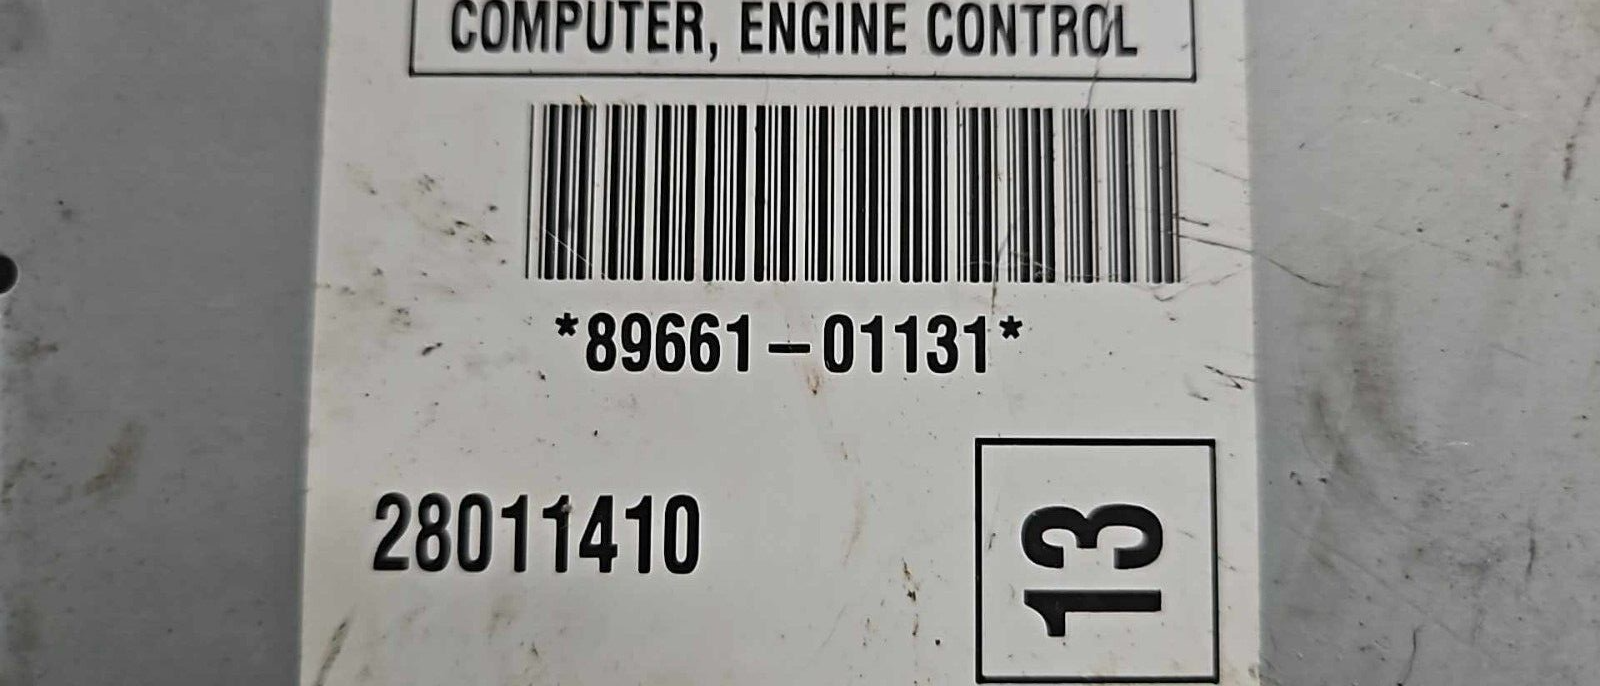 COMPUTER, ENGINE CONTROL
*89661-01131*
28011410
13